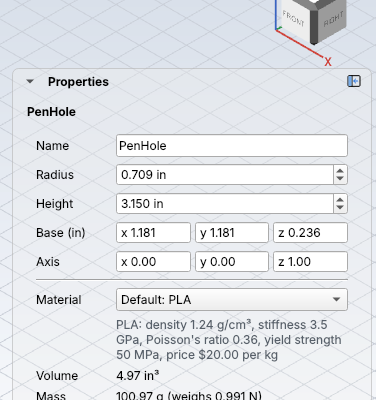 FRONT
RIGHT
X
Properties
PenHole
Name PenHole
Radius 0.709 in
Height 3.150 in
Base (in) x 1.181 y 1.181 z 0.236
Axis x 0.00 y 0.00 z 1.00
Material Default: PLA
PLA: density 1.24 g/cm³, stiffness 3.5
GPa, Poisson's ratio 0.36, yield strength
50 MPa, price $20.00 per kg
Volume 4.97 in³
Mass 100.97 g (weighs 0.991 N)